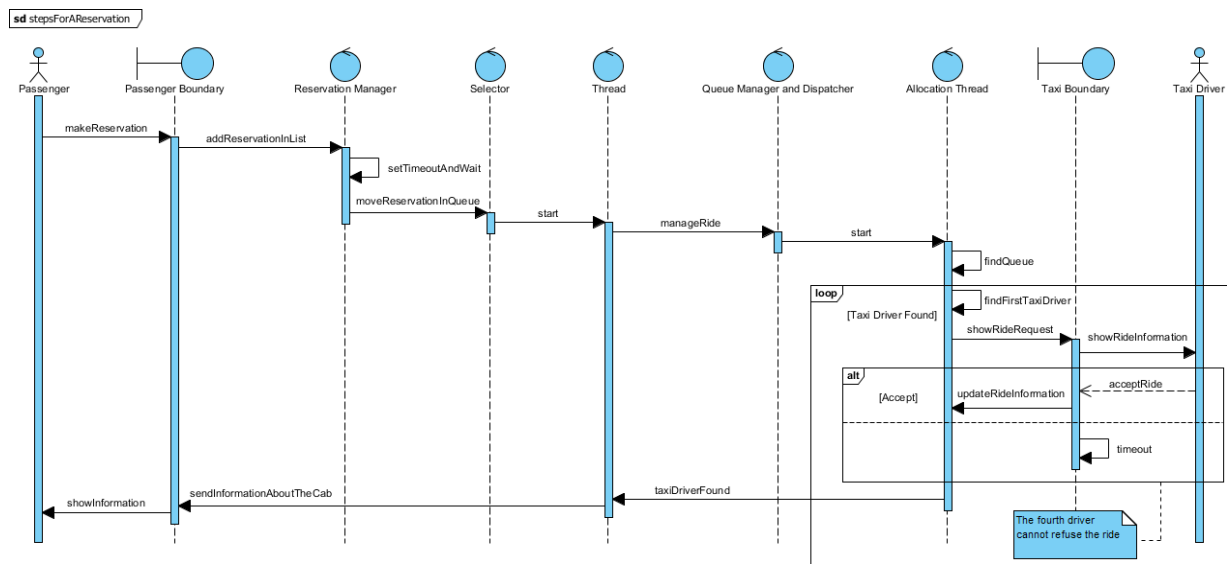 sd stepsForAReservation
Passenger
Passenger Boundary
Reservation Manager
Selector
Thread
Queue Manager and Dispatcher
Allocation Thread
Taxi Boundary
Taxi Driver
makeReservation
addReservationInList
setTimeoutAndWait
moveReservationInQueue
start
manageRide
start
findQueue
loop
findFirstTaxiDriver
[Taxi Driver Found]
showRideRequest
showRideInformation
alt
acceptRide
[Accept]
updateRideInformation
timeout
taxiDriverFound
sendInformationAboutTheCab
showInformation
The fourth driver
cannot refuse the ride